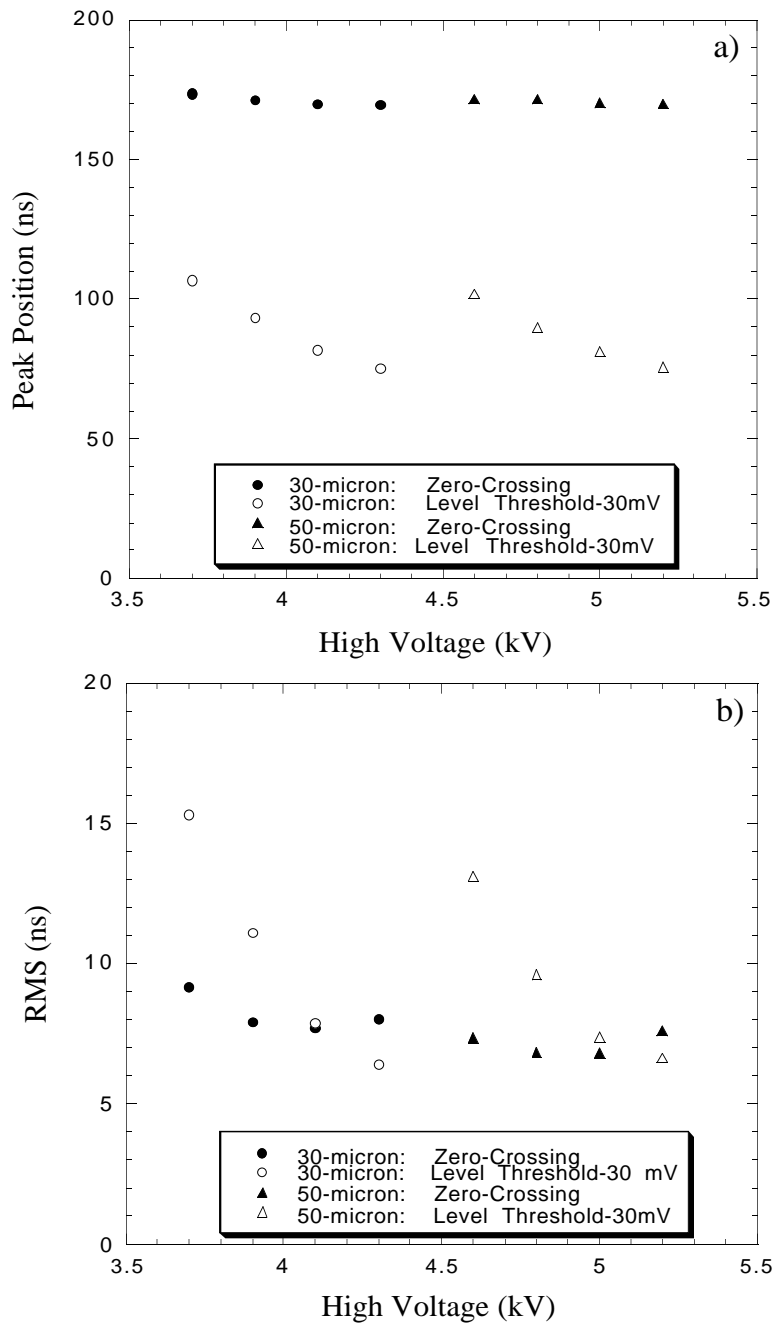 200
a)
150
100
50
0
Peak Position (ns)
30-micron: Zero-Crossing
30-micron: Level Threshold-30mV
50-micron: Zero-Crossing
50-micron: Level Threshold-30mV
3.5 4 4.5 5 5.5
High Voltage (kV)
20
b)
15
10
5
0
RMS (ns)
30-micron: Zero-Crossing
30-micron: Level Threshold-30 mV
50-micron: Zero-Crossing
50-micron: Level Threshold-30mV
3.5 4 4.5 5 5.5
High Voltage (kV)